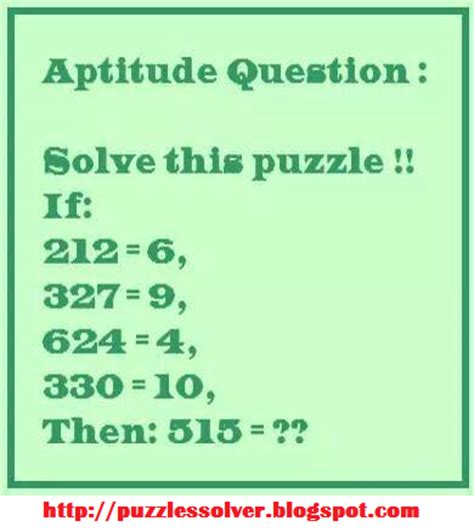 Aptitude Question :
Solve this puzzle !!
If:
212 = 6,
327 = 9,
624 = 4,
330 = 10,
Then: 515 = ??
http://puzzlessolver.blogspot.com